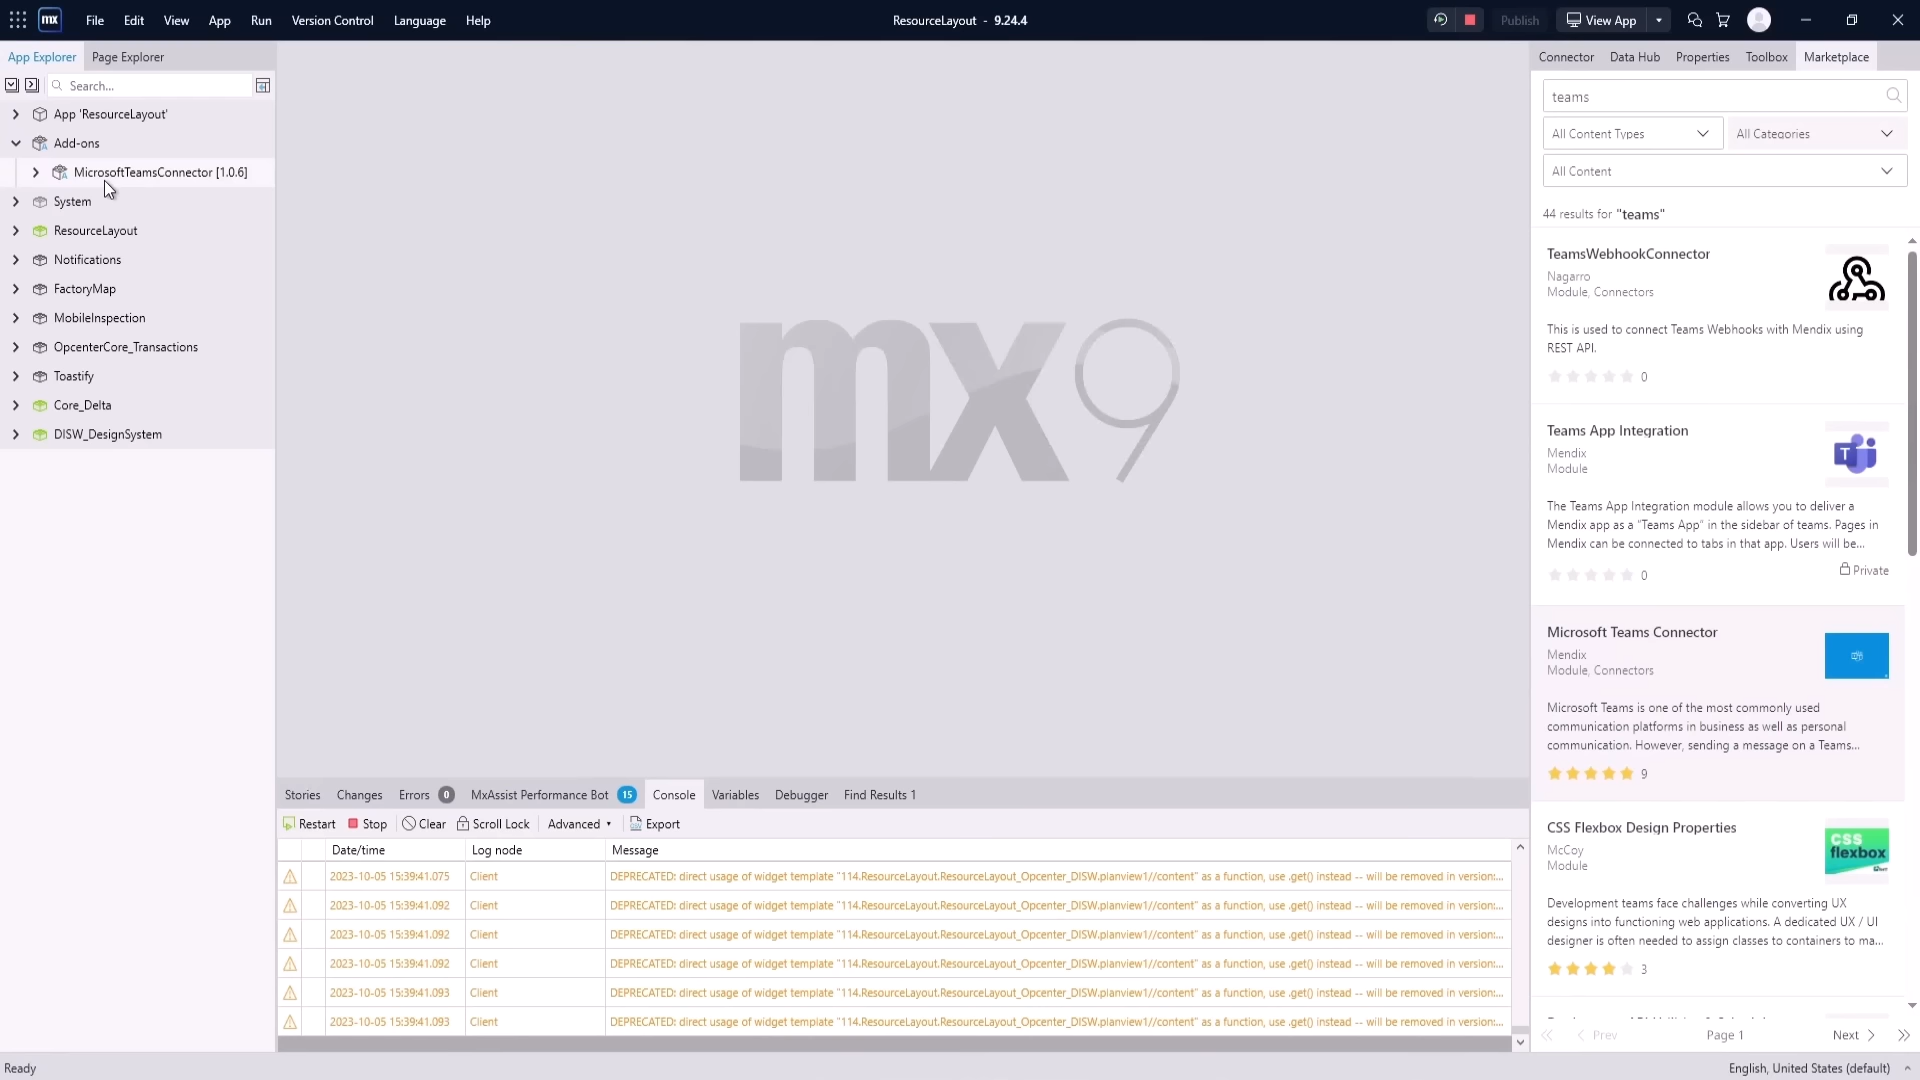 mx File Edit View App Run Version Control Language Help ResourceLayout - 9.24.4 Publish View App
App Explorer Page Explorer
Search...
App 'ResourceLayout'
Add-ons
MicrosoftTeamsConnector [1.0.6]
System
ResourceLayout
Notifications
FactoryMap
MobileInspection
OpcenterCore_Transactions
Toastify
Core_Delta
DISW_DesignSystem
mx9
Stories Changes Errors 0 MxAssist Performance Bot 15 Console Variables Debugger Find Results 1
Restart Stop Clear Scroll Lock Advanced Export
Date/time Log node Message
2023-10-05 15:39:41.075 Client DEPRECATED: direct usage of widget template "114.ResourceLayout.ResourceLayout_Opcenter_DISW.planview1//content" as a function, use .get() instead -- will be removed in version:...
2023-10-05 15:39:41.092 Client DEPRECATED: direct usage of widget template "114.ResourceLayout.ResourceLayout_Opcenter_DISW.planview1//content" as a function, use .get() instead -- will be removed in version:...
2023-10-05 15:39:41.092 Client DEPRECATED: direct usage of widget template "114.ResourceLayout.ResourceLayout_Opcenter_DISW.planview1//content" as a function, use .get() instead -- will be removed in version:...
2023-10-05 15:39:41.092 Client DEPRECATED: direct usage of widget template "114.ResourceLayout.ResourceLayout_Opcenter_DISW.planview1//content" as a function, use .get() instead -- will be removed in version:...
2023-10-05 15:39:41.093 Client DEPRECATED: direct usage of widget template "114.ResourceLayout.ResourceLayout_Opcenter_DISW.planview1//content" as a function, use .get() instead -- will be removed in version:...
2023-10-05 15:39:41.093 Client DEPRECATED: direct usage of widget template "114.ResourceLayout.ResourceLayout_Opcenter_DISW.planview1//content" as a function, use .get() instead -- will be removed in version:...
Connector Data Hub Properties Toolbox Marketplace
teams
All Content Types All Categories
All Content
44 results for "teams"
TeamsWebhookConnector
Nagarro
Module, Connectors
This is used to connect Teams Webhooks with Mendix using
REST API.
0
Teams App Integration
Mendix
Module
T
The Teams App Integration module allows you to deliver a
Mendix app as a "Teams App" in the sidebar of teams. Pages in
Mendix can be connected to tabs in that app. Users will be...
0 Private
Microsoft Teams Connector
Mendix
Module, Connectors
Microsoft Teams is one of the most commonly used
communication platforms in business as well as personal
communication. However, sending a message on a Teams...
9
CSS Flexbox Design Properties
McCoy
Module
CSS
flexbox
Development teams face challenges while converting UX
designs into functioning web applications. A dedicated UX / UI
designer is often needed to assign classes to containers to ma...
3
Prev Page 1 Next
Ready English, United States (default)